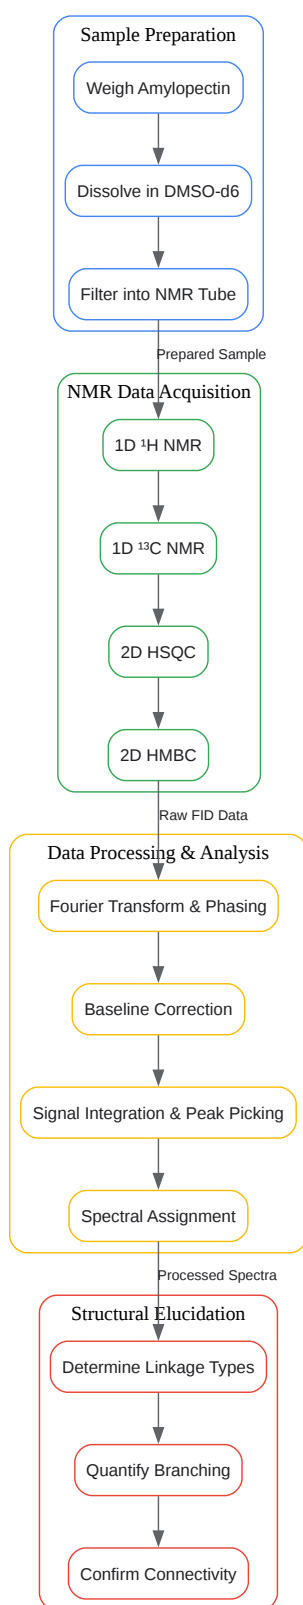 Sample Preparation
Weigh Amylopectin
Dissolve in DMSO-d6
Filter into NMR Tube
Prepared Sample
NMR Data Acquisition
1D ¹H NMR
1D ¹³C NMR
2D HSQC
2D HMBC
Raw FID Data
Data Processing & Analysis
Fourier Transform & Phasing
Baseline Correction
Signal Integration & Peak Picking
Spectral Assignment
Processed Spectra
Structural Elucidation
Determine Linkage Types
Quantify Branching
Confirm Connectivity